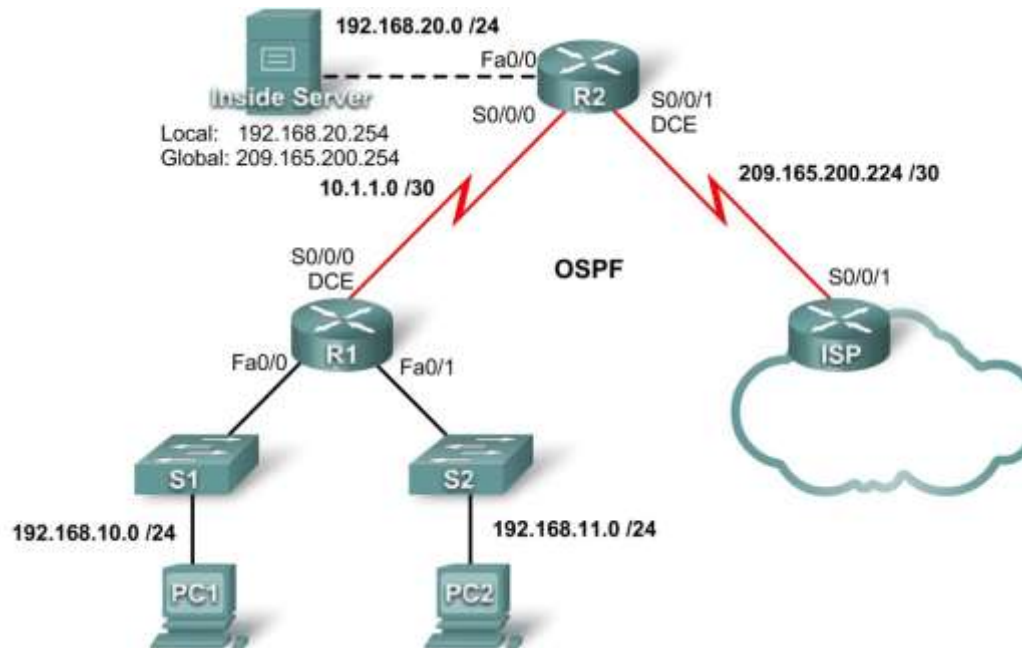 192.168.20.0 /24
Fa0/0
R2
Inside Server
S0/0/0
S0/0/1
DCE
Local: 192.168.20.254
Global: 209.165.200.254
10.1.1.0 /30
209.165.200.224 /30
S0/0/0
DCE
OSPF
S0/0/1
R1
ISP
Fa0/0
Fa0/1
S1
S2
192.168.10.0 /24
192.168.11.0 /24
PC1
PC2